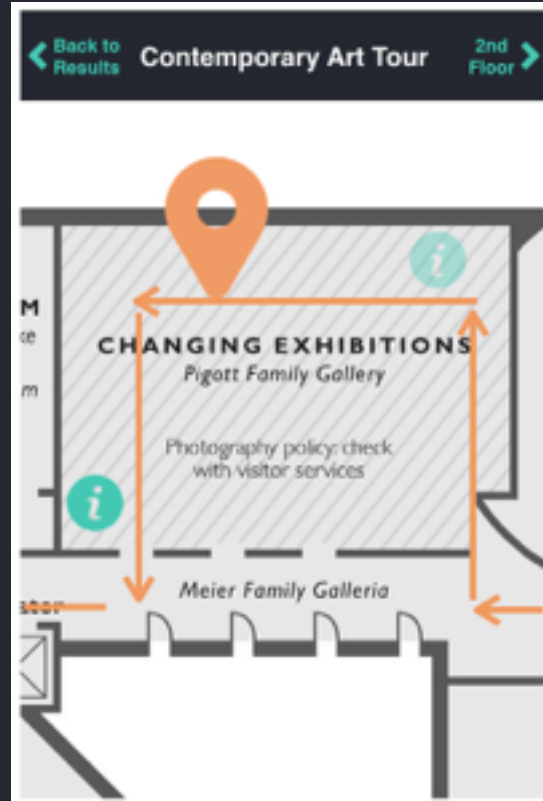 Back to
Results
Contemporary Art Tour
2nd
Floor
M
CHANGING EXHIBITIONS
Pigott Family Gallery
Photography policy: check
with visitor services
i
i
Meier Family Galleria